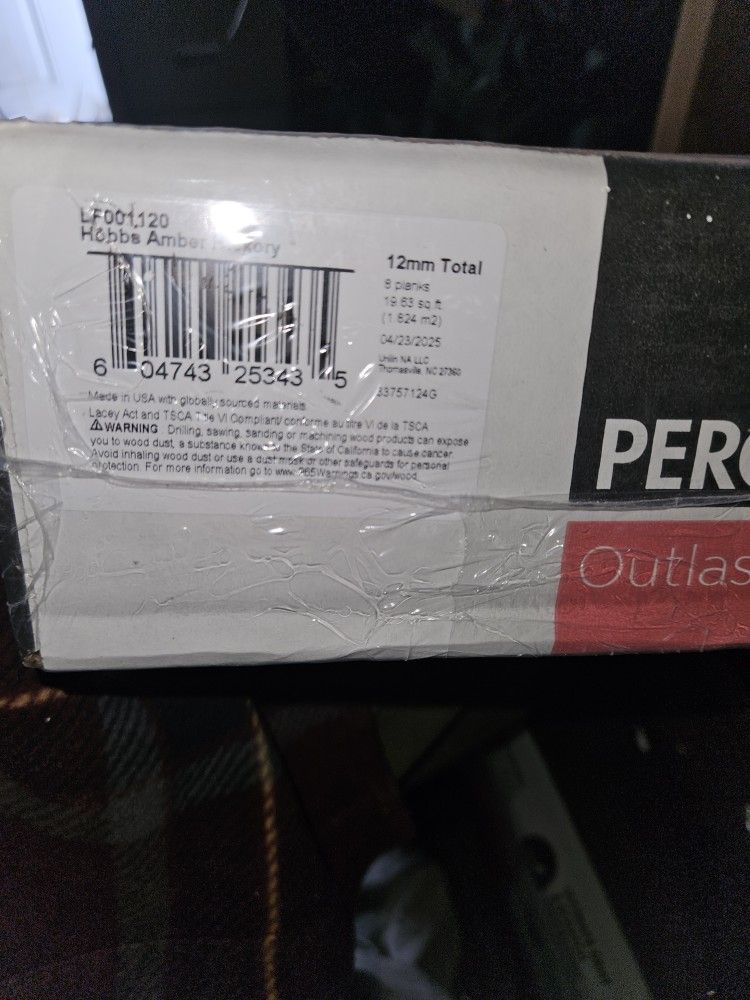 LF001120
Hobbs Amber
12mm Total
8 planks
19.63 sq ft
(1.824 m2)
04/23/2025
Unilin NA LLC
Thomasville, NC 27360
33757124G
6 04743 25343 5
Made in USA with globally sourced materials
Lacey Act and TSCA Title VI Compliant/ conforme au titre VI de la TSCA
⚠WARNING Drilling, sawing, sanding or machining wood products can expose
you to wood dust, a substance known to the State of California to cause cancer.
Avoid inhaling wood dust or use a dust mask or other safeguards for personal
protection. For more information go to www.P65Warnings.ca.gov/wood
PERG
Outlas